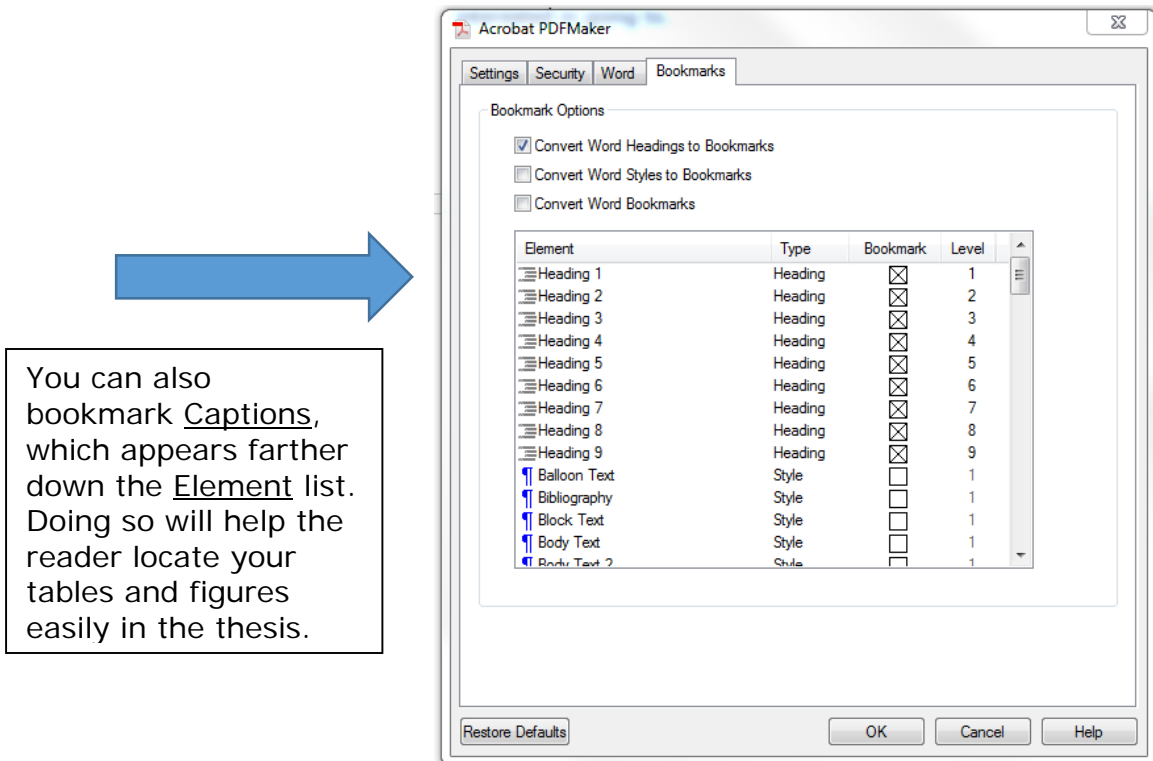 Acrobat PDFMaker
Settings Security Word Bookmarks
Bookmark Options
Convert Word Headings to Bookmarks
Convert Word Styles to Bookmarks
Convert Word Bookmarks
Element Type Bookmark Level
Heading 1 Heading 1
Heading 2 Heading 2
Heading 3 Heading 3
Heading 4 Heading 4
Heading 5 Heading 5
Heading 6 Heading 6
Heading 7 Heading 7
Heading 8 Heading 8
Heading 9 Heading 9
¶ Balloon Text Style 1
¶ Bibliography Style 1
¶ Block Text Style 1
¶ Body Text Style 1
¶ Body Text 2 Style 1
Restore Defaults OK Cancel Help
You can also
bookmark Captions,
which appears farther
down the Element list.
Doing so will help the
reader locate your
tables and figures
easily in the thesis.